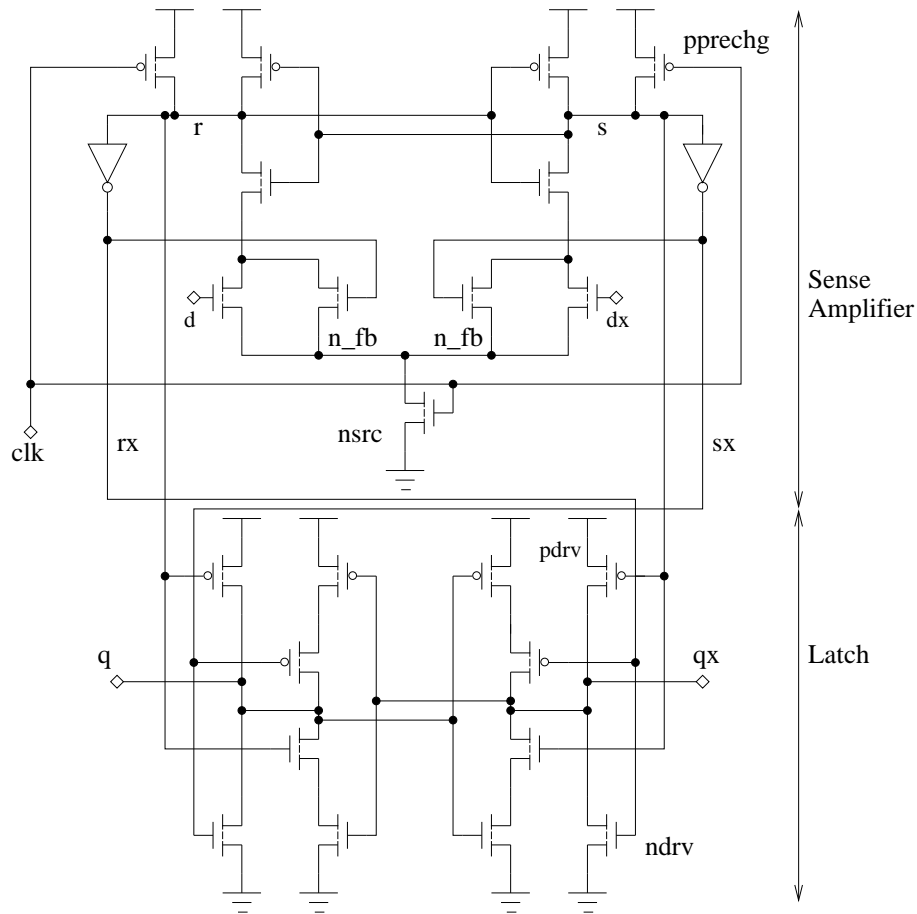 pprechg
r
s
d
n_fb
n_fb
dx
Sense
Amplifier
nsrc
clk
rx
sx
pdrv
q
qx
Latch
ndrv